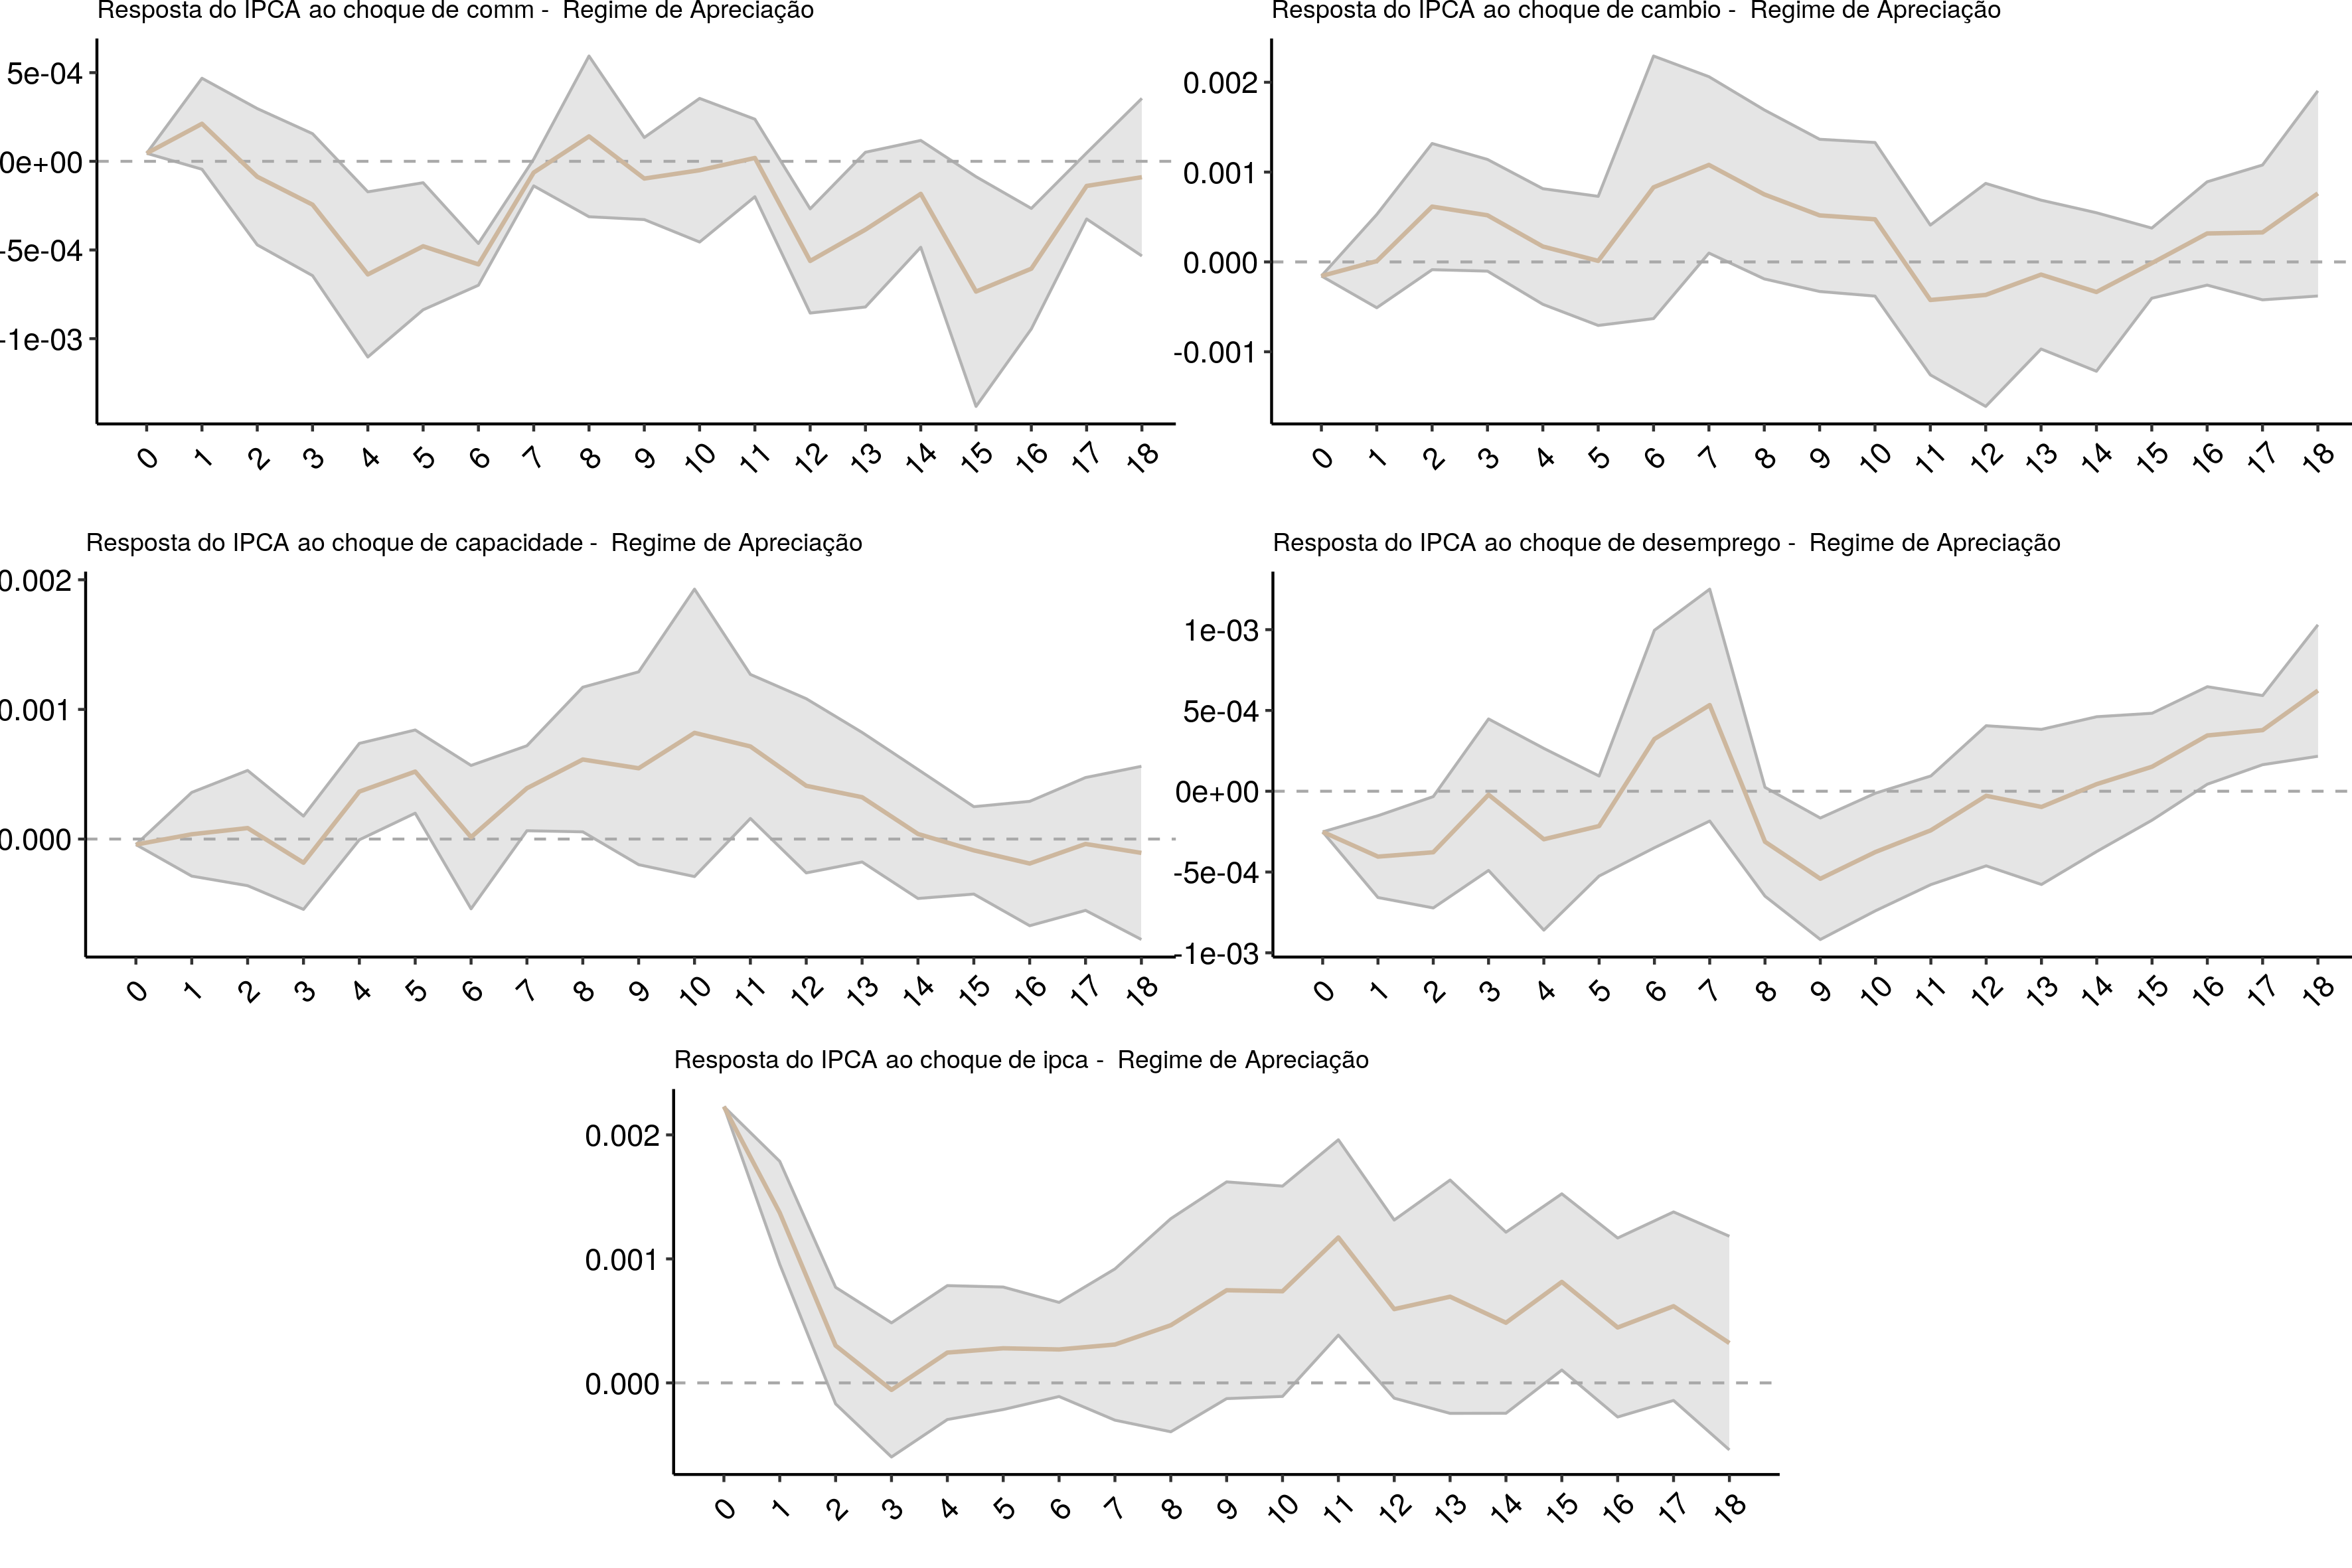 Resposta do IPCA ao choque de comm -  Regime de Apreciação
5e-04
0e+00
-5e-04
-1e-03
0 1 2 3 4 5 6 7 8 9 10 11 12 13 14 15 16 17 18
Resposta do IPCA ao choque de cambio -  Regime de Apreciação
0.002
0.001
0.000
-0.001
0 1 2 3 4 5 6 7 8 9 10 11 12 13 14 15 16 17 18
Resposta do IPCA ao choque de capacidade -  Regime de Apreciação
0.002
0.001
0.000
0 1 2 3 4 5 6 7 8 9 10 11 12 13 14 15 16 17 18
Resposta do IPCA ao choque de desemprego -  Regime de Apreciação
1e-03
5e-04
0e+00
-5e-04
-1e-03
0 1 2 3 4 5 6 7 8 9 10 11 12 13 14 15 16 17 18
Resposta do IPCA ao choque de ipca -  Regime de Apreciação
0.002
0.001
0.000
0 1 2 3 4 5 6 7 8 9 10 11 12 13 14 15 16 17 18